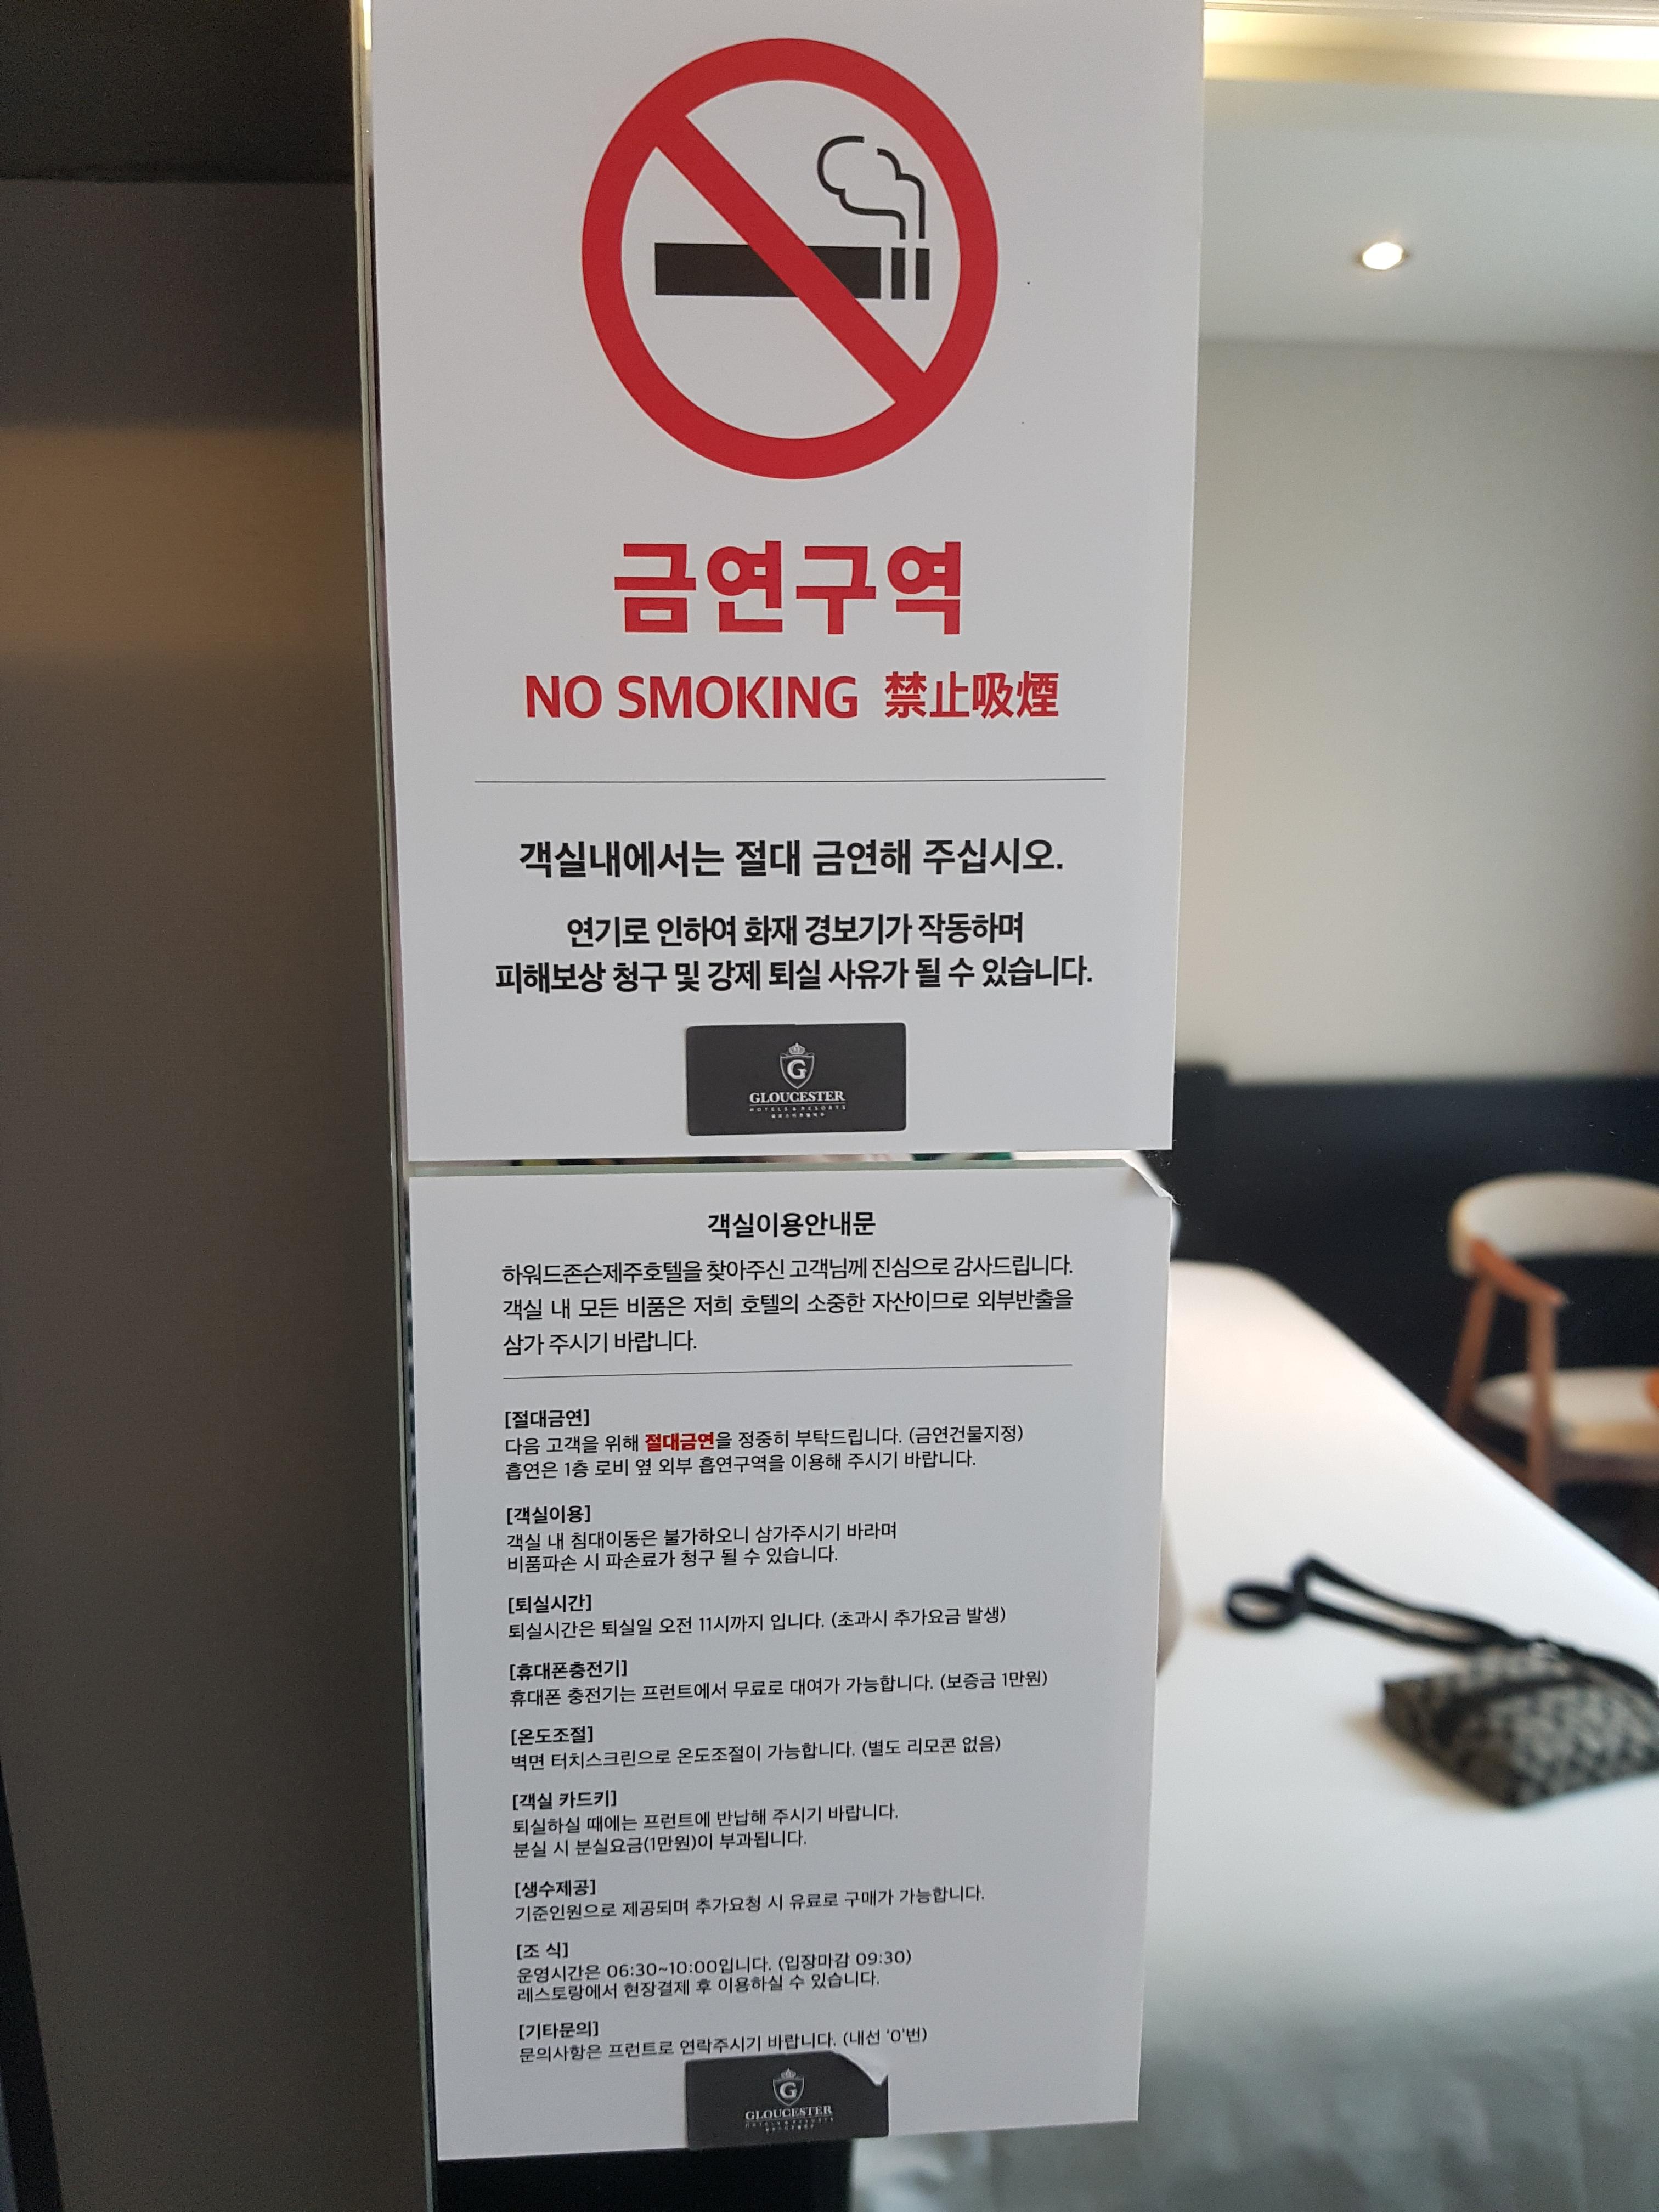 금연구역
NO SMOKING 禁止吸煙
객실내에서는 절대 금연해 주십시오.
연기로 인하여 화재 경보기가 작동하며
피해보상 청구 및 강제 퇴실 사유가 될 수 있습니다.
G
GLOUCESTER
HOTELS & RESORTS
객실이용안내문
하워드존슨제주호텔을 찾아주신 고객님께 진심으로 감사드립니다.
객실 내 모든 비품은 저희 호텔의 소중한 자산이므로 외부반출을
삼가 주시기 바랍니다.
[절대금연]
다음 고객을 위해 절대금연을 정중히 부탁드립니다. (금연건물지정)
흡연은 1층 로비 옆 외부 흡연구역을 이용해 주시기 바랍니다.
[객실이용]
객실 내 침대이동은 불가하오니 삼가주시기 바라며
비품파손 시 파손료가 청구 될 수 있습니다.
[퇴실시간]
퇴실시간은 퇴실일 오전 11시까지 입니다. (초과시 추가요금 발생)
[휴대폰충전기]
휴대폰 충전기는 프런트에서 무료로 대여가 가능합니다. (보증금 1만원)
[온도조절]
벽면 터치스크린으로 온도조절이 가능합니다. (별도 리모콘 없음)
[객실 카드키]
퇴실하실 때에는 프런트에 반납해 주시기 바랍니다.
분실 시 분실요금(1만원)이 부과됩니다.
[생수제공]
기준인원으로 제공되며 추가요청 시 유료로 구매가 가능합니다.
[조 식]
운영시간은 06:30~10:00입니다. (입장마감 09:30)
레스토랑에서 현장결제 후 이용하실 수 있습니다.
[기타문의]
문의사항은 프런트로 연락주시기 바랍니다. (내선 '0'번)
G
GLOUCESTER
HOTELS & RESORTS